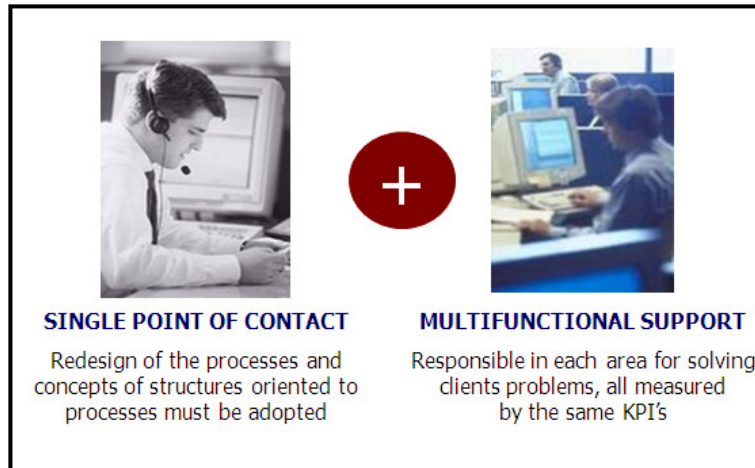 +
SINGLE POINT OF CONTACT
Redesign of the processes and
concepts of structures oriented to
processes must be adopted
MULTIFUNCTIONAL SUPPORT
Responsible in each area for solving
clients problems, all measured
by the same KPI's